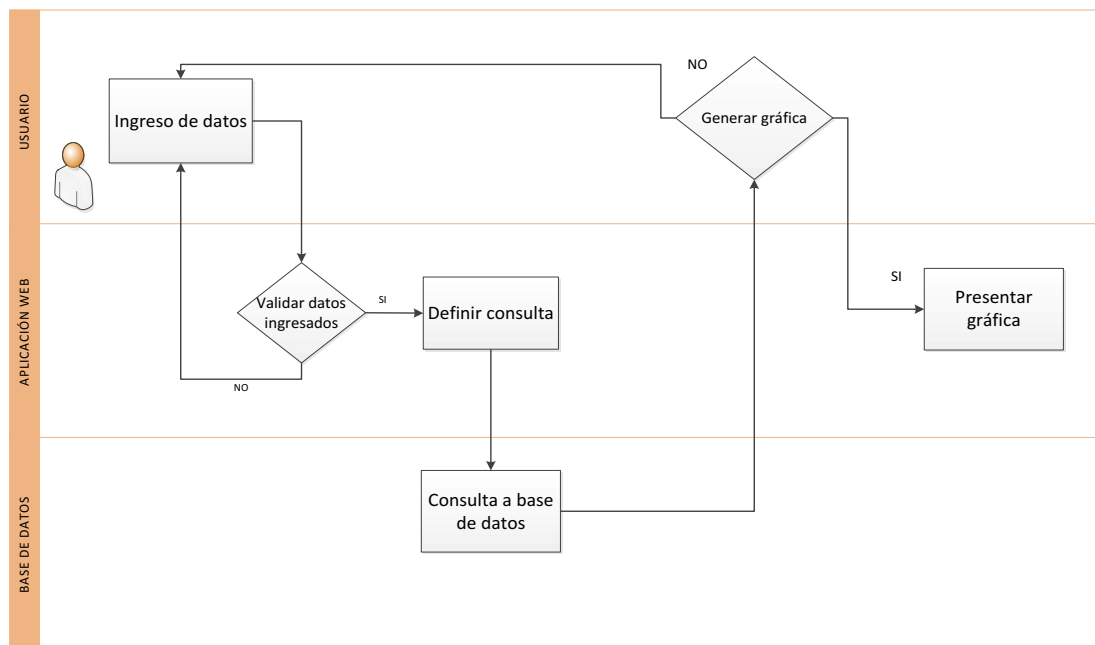 USUARIO
Ingreso de datos
NO
Generar gráfica
APLICACIÓN WEB
Validar datos
ingresados
SI
NO
Definir consulta
SI
Presentar
gráfica
BASE DE DATOS
Consulta a base
de datos